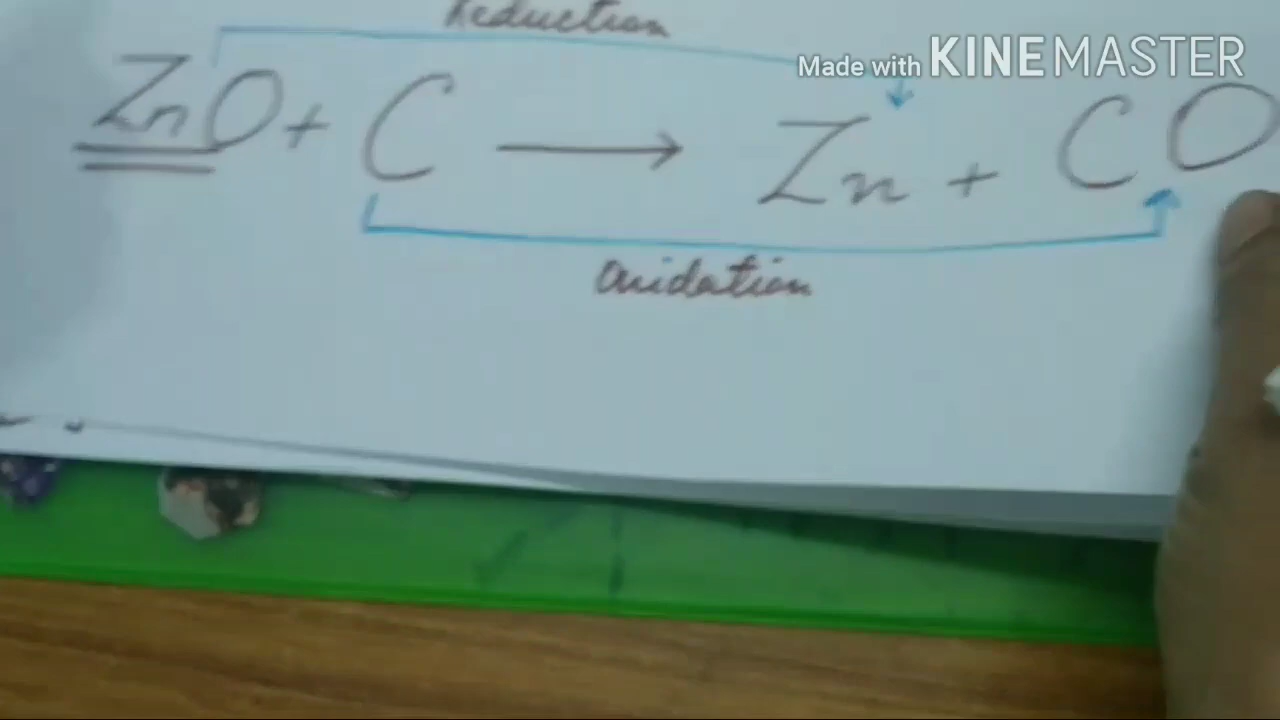 Reduction
Made with KINEMASTER
ZnO + C → Zn + CO
Oxidation